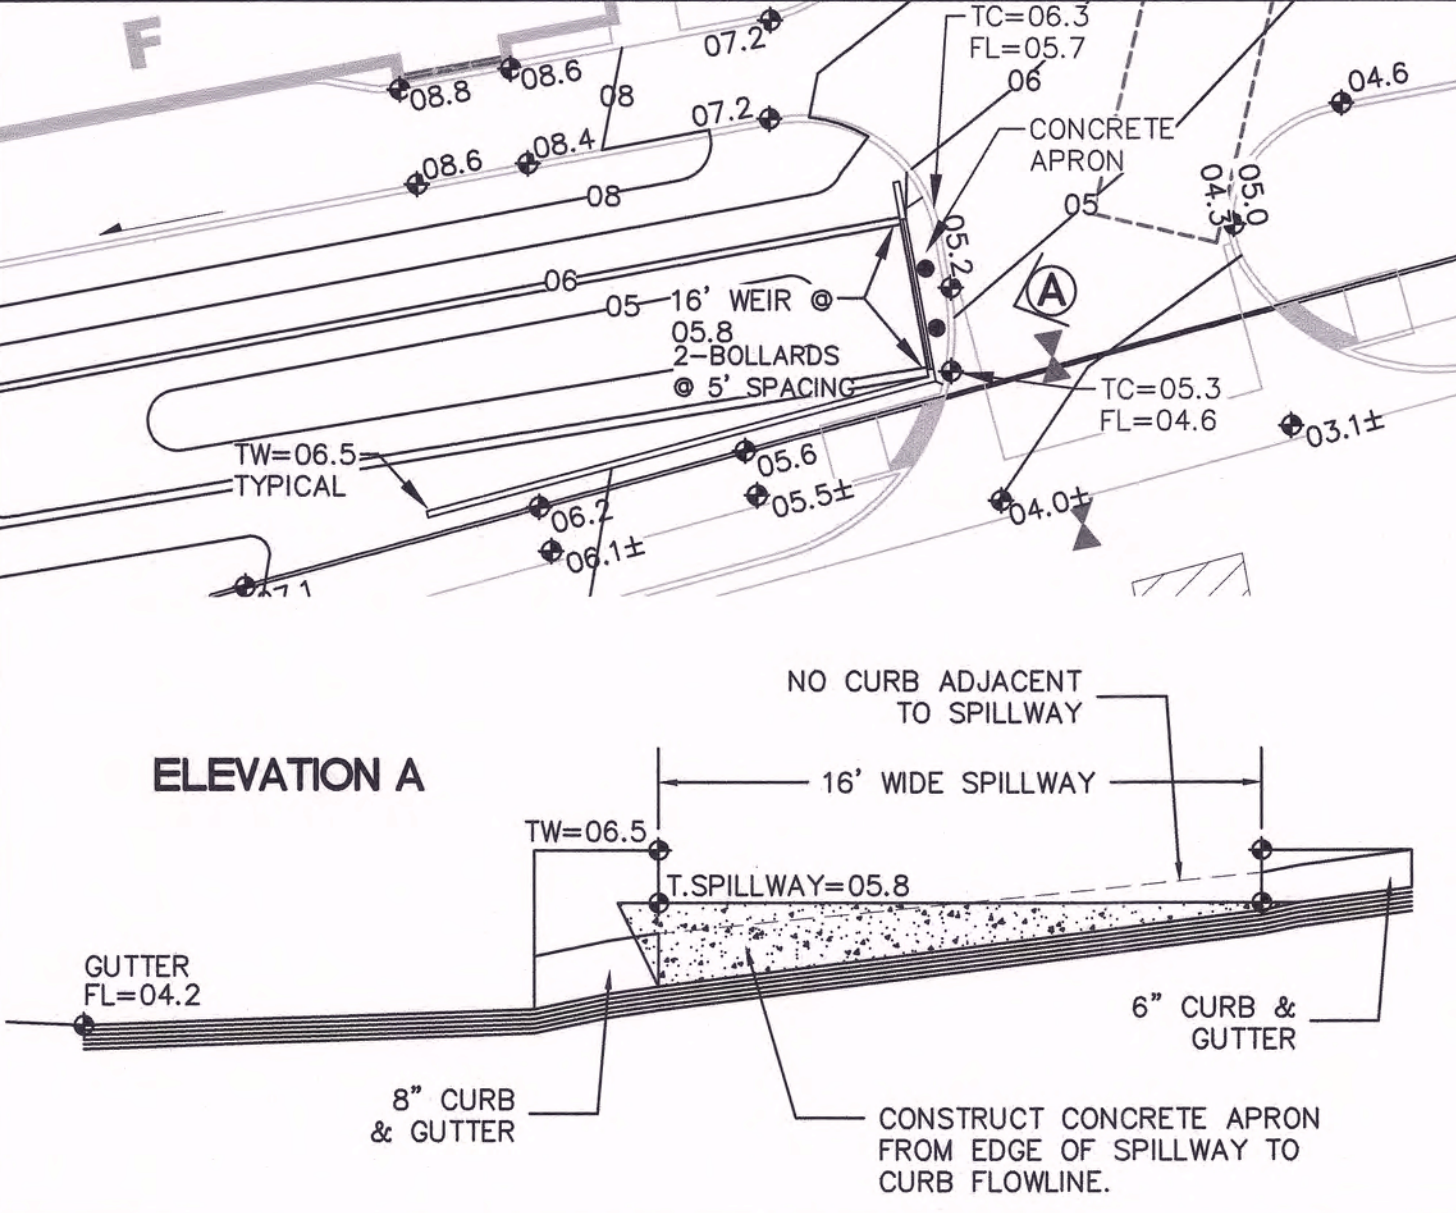 F
08.8
08.6
08
07.2
07.2
TC=06.3
FL=05.7
06
04.6
CONCRETE
APRON
08.6
08.4
08
05
04.3
05.0
05.2
A
06
05
16' WEIR @
05.8
2-BOLLARDS
@ 5' SPACING
TC=05.3
FL=04.6
03.1±
TW=06.5
TYPICAL
05.6
05.5±
04.0±
06.2
06.1±
07.1
NO CURB ADJACENT
TO SPILLWAY
ELEVATION A
16' WIDE SPILLWAY
TW=06.5
T.SPILLWAY=05.8
GUTTER
FL=04.2
6" CURB &
GUTTER
8" CURB
& GUTTER
CONSTRUCT CONCRETE APRON
FROM EDGE OF SPILLWAY TO
CURB FLOWLINE.